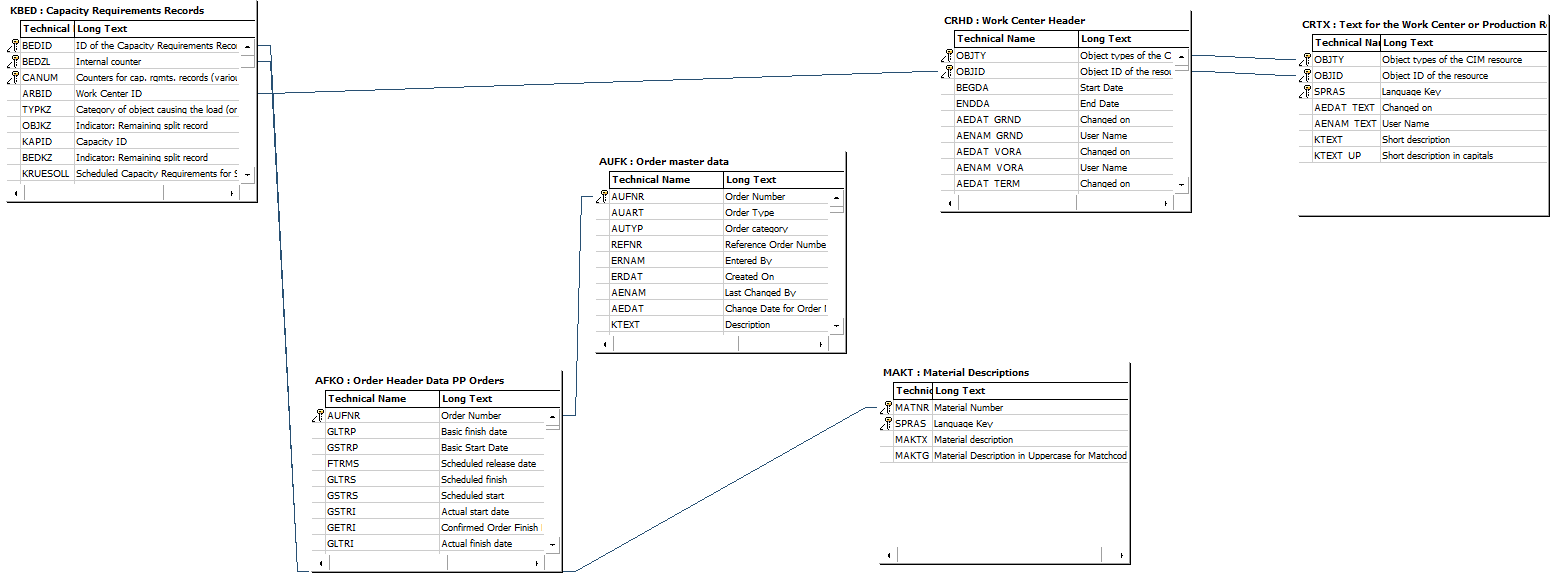 KBED : Capacity Requirements Records
Technical Long Text
BEDID ID of the Capacity Requirements Recor
BEDZL Internal counter
CANUM Counters for cap. rqmts. records (variou
ARBID Work Center ID
TYPKZ Category of object causing the load (or
OBJKZ Indicator: Remaining split record
KAPID Capacity ID
BEDKZ Indicator: Remaining split record
KRUESOLL Scheduled Capacity Requirements for S
CRHD : Work Center Header
Technical Name Long Text
OBJTY Object types of the C
OBJID Object ID of the resou
BEGDA Start Date
ENDDA End Date
AEDAT_GRND Changed on
AENAM_GRND User Name
AEDAT_VORA Changed on
AENAM_VORA User Name
AEDAT_TERM Changed on
CRTX : Text for the Work Center or Production R
Technical Na Long Text
OBJTY Object types of the CIM resource
OBJID Object ID of the resource
SPRAS Language Key
AEDAT_TEXT Changed on
AENAM_TEXT User Name
KTEXT Short description
KTEXT_UP Short description in capitals
AUFK : Order master data
Technical Name Long Text
AUFNR Order Number
AUART Order Type
AUTYP Order category
REFNR Reference Order Numbe
ERNAM Entered By
ERDAT Created On
AENAM Last Changed By
AEDAT Change Date for Order M
KTEXT Description
AFKO : Order Header Data PP Orders
Technical Name Long Text
AUFNR Order Number
GLTRP Basic finish date
GSTRP Basic Start Date
FTRMS Scheduled release date
GLTRS Scheduled finish
GSTRS Scheduled start
GSTRI Actual start date
GETRI Confirmed Order Finish
GLTRI Actual finish date
MAKT : Material Descriptions
Technic Long Text
MATNR Material Number
SPRAS Language Key
MAKTX Material description
MAKTG Material Description in Uppercase for Matchcod